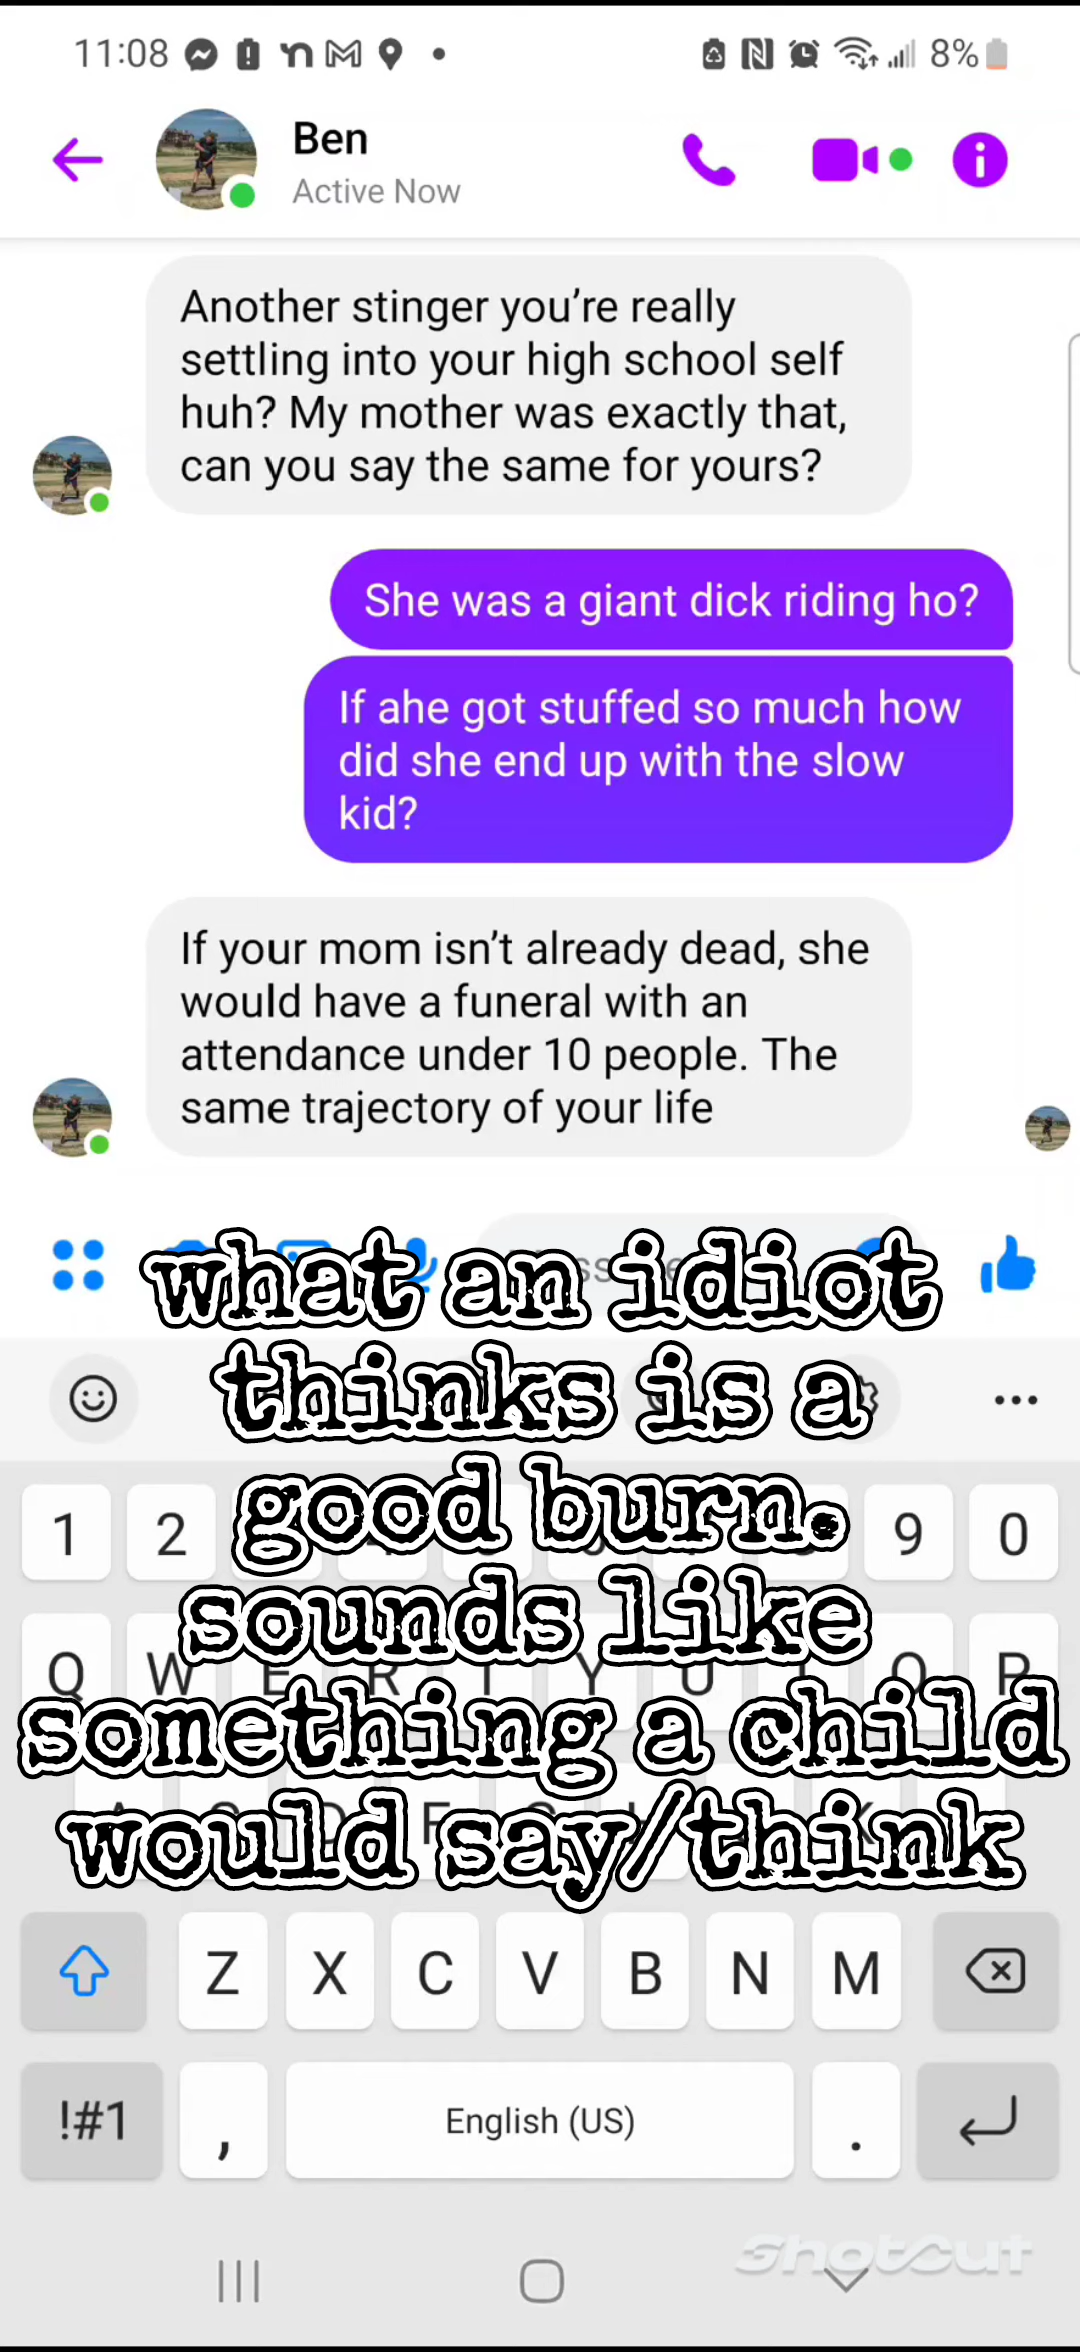 11:08
8%
Ben
Active Now
Another stinger you’re really
settling into your high school self
huh? My mother was exactly that,
can you say the same for yours?
She was a giant dick riding ho?
If ahe got stuffed so much how
did she end up with the slow
kid?
If your mom isn’t already dead, she
would have a funeral with an
attendance under 10 people. The
same trajectory of your life
what an idiot
thinks is a
good burn.
sounds like
something a child
would say/think
1 2 9 0
Q W E R T Y U I O P
Z X C V B N M
!#1 , English (US) .
ShotCut